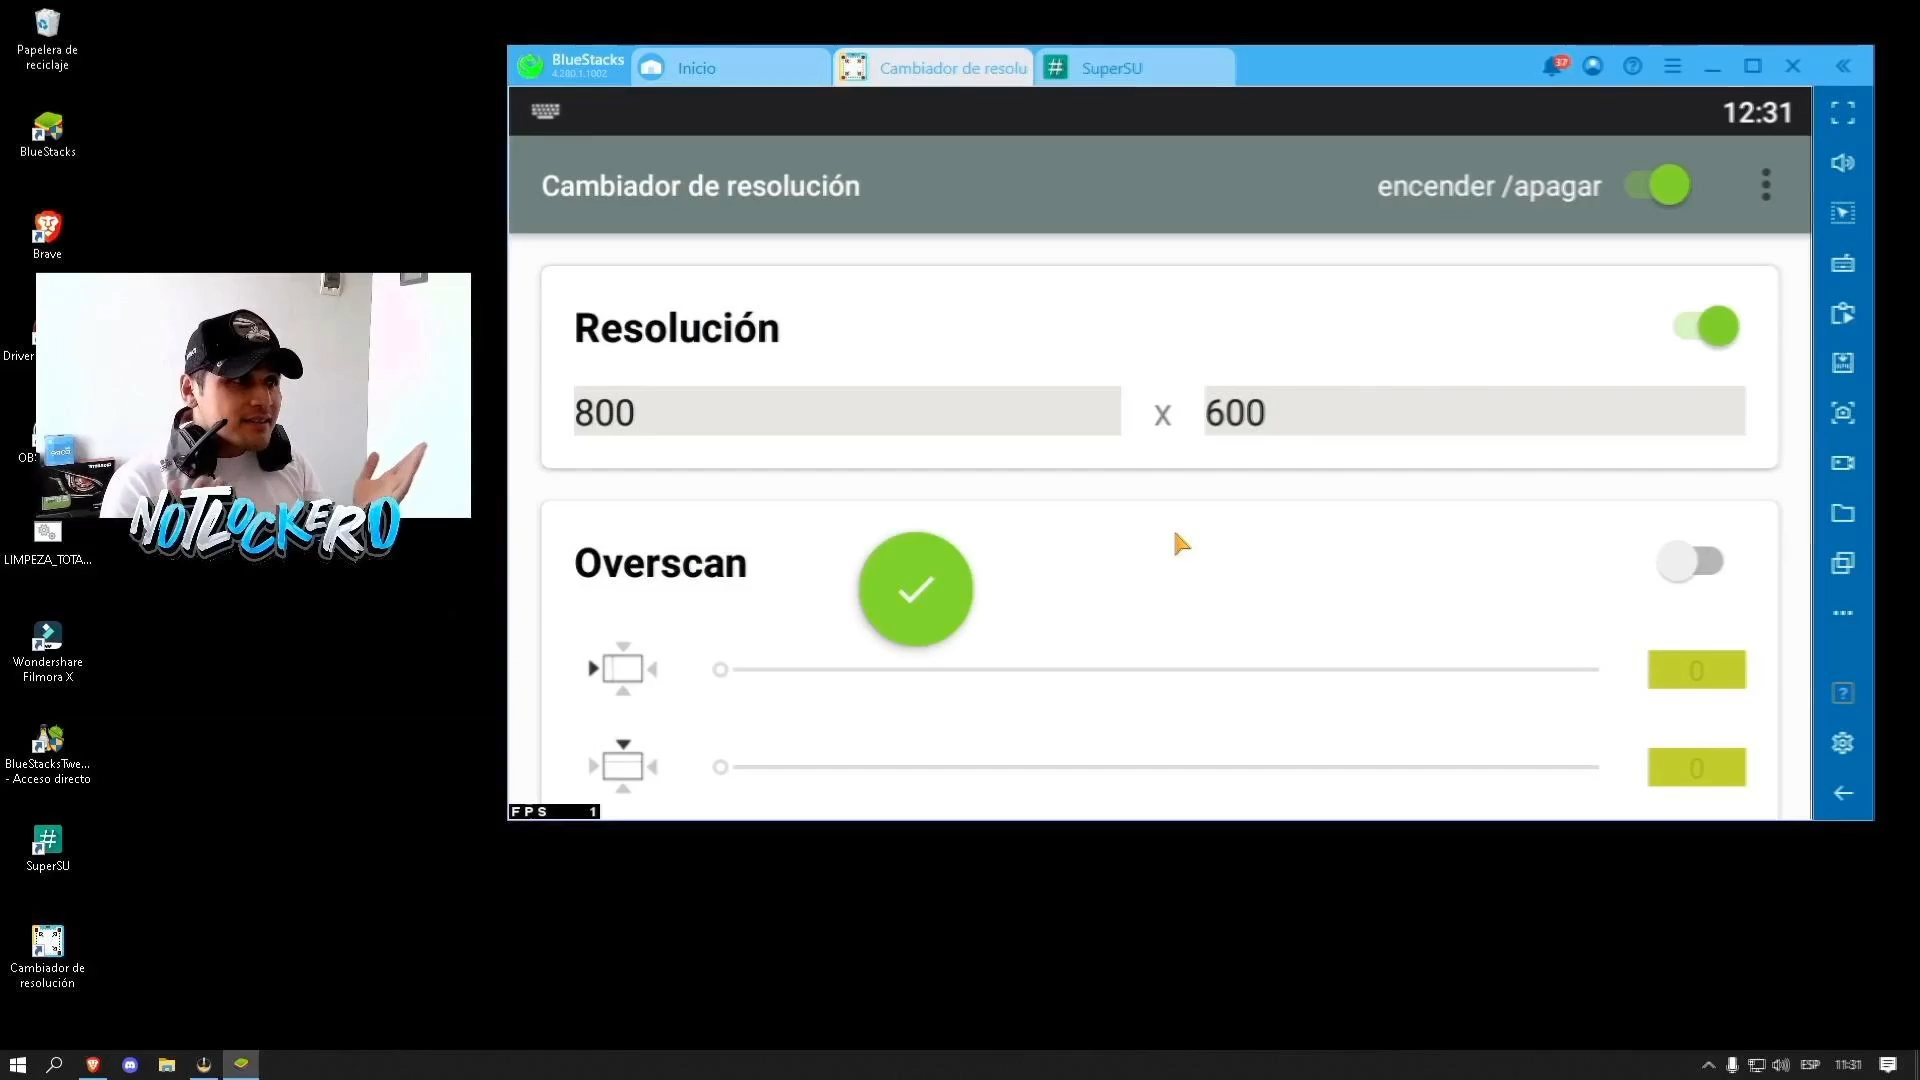 Papelera de
reciclaje
BlueStacks
Brave
Driver
OB
LIMPEZA_TOTA...
Wondershare
Filmora X
BlueStacksTwe...
- Acceso directo
SuperSU
Cambiador de
resolución
NOTLOCKERO
BlueStacks
4.280.1.1002
Inicio
Cambiador de resolu
SuperSU
37
12:31
Cambiador de resolución
encender /apagar
Resolución
800 x 600
Overscan
0
0
FPS 1
ESP
11:31